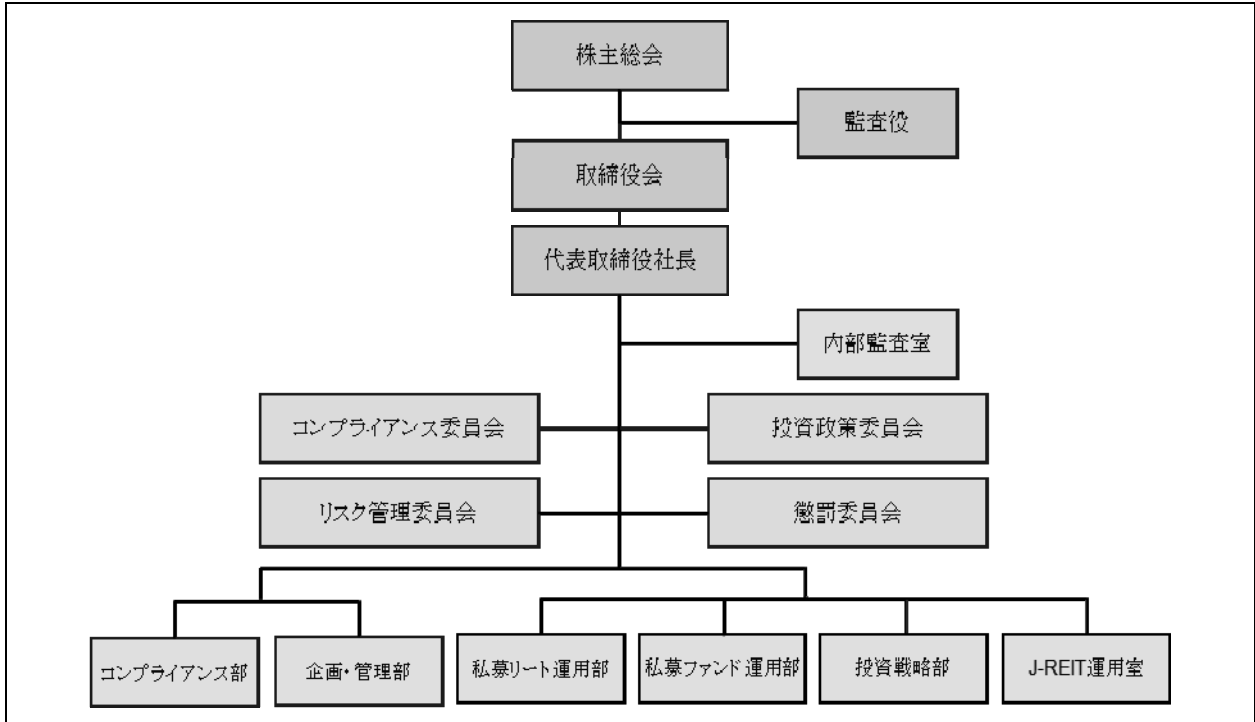 株主総会
監査役
取締役会
代表取締役社長
内部監査室
コンプライアンス委員会
投資政策委員会
リスク管理委員会
懲罰委員会
コンプライアンス部
企画・管理部
私募リート運用部
私募ファンド運用部
投資戦略部
J-REIT運用室